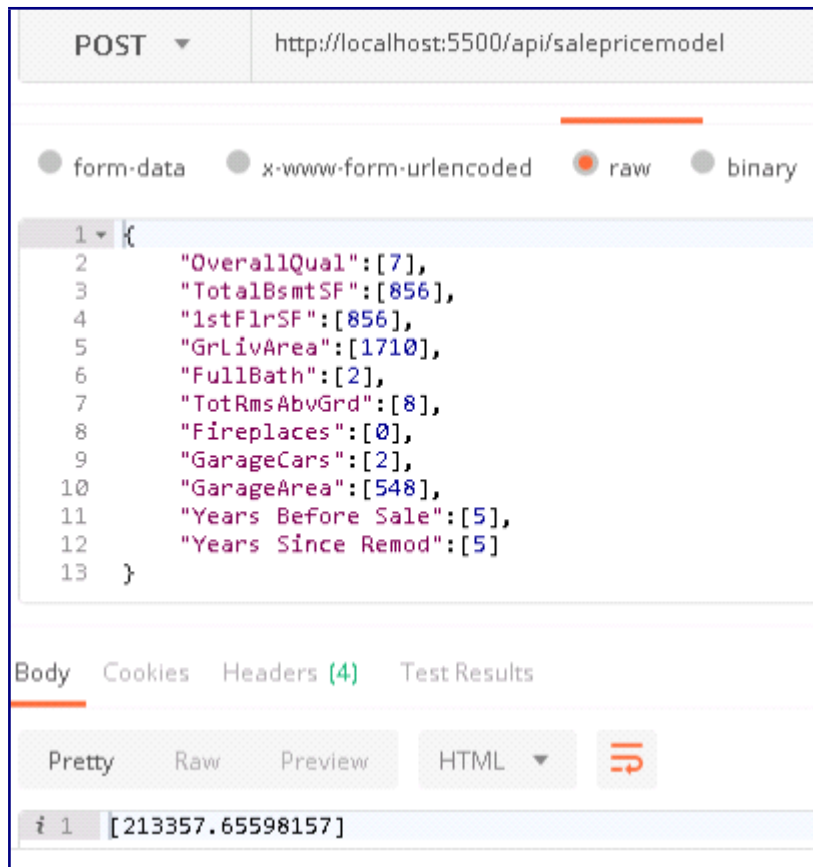 POST http://localhost:5500/api/salepricemodel
form-data x-www-form-urlencoded raw binary
1 {
2 "OverallQual":[7],
3 "TotalBsmtSF":[856],
4 "1stFlrSF":[856],
5 "GrLivArea":[1710],
6 "FullBath":[2],
7 "TotRmsAbvGrd":[8],
8 "Fireplaces":[0],
9 "GarageCars":[2],
10 "GarageArea":[548],
11 "Years Before Sale":[5],
12 "Years Since Remod":[5]
13 }
Body Cookies Headers (4) Test Results
Pretty Raw Preview HTML
i 1 [213357.65598157]